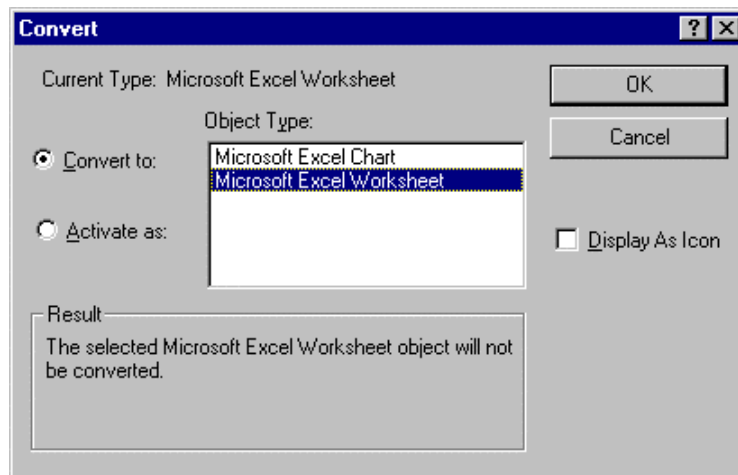 Convert
Current Type: Microsoft Excel Worksheet
OK
Object Type:
Cancel
Convert to:
Microsoft Excel Chart
Microsoft Excel Worksheet
Activate as:
Display As Icon
Result
The selected Microsoft Excel Worksheet object will not
be converted.